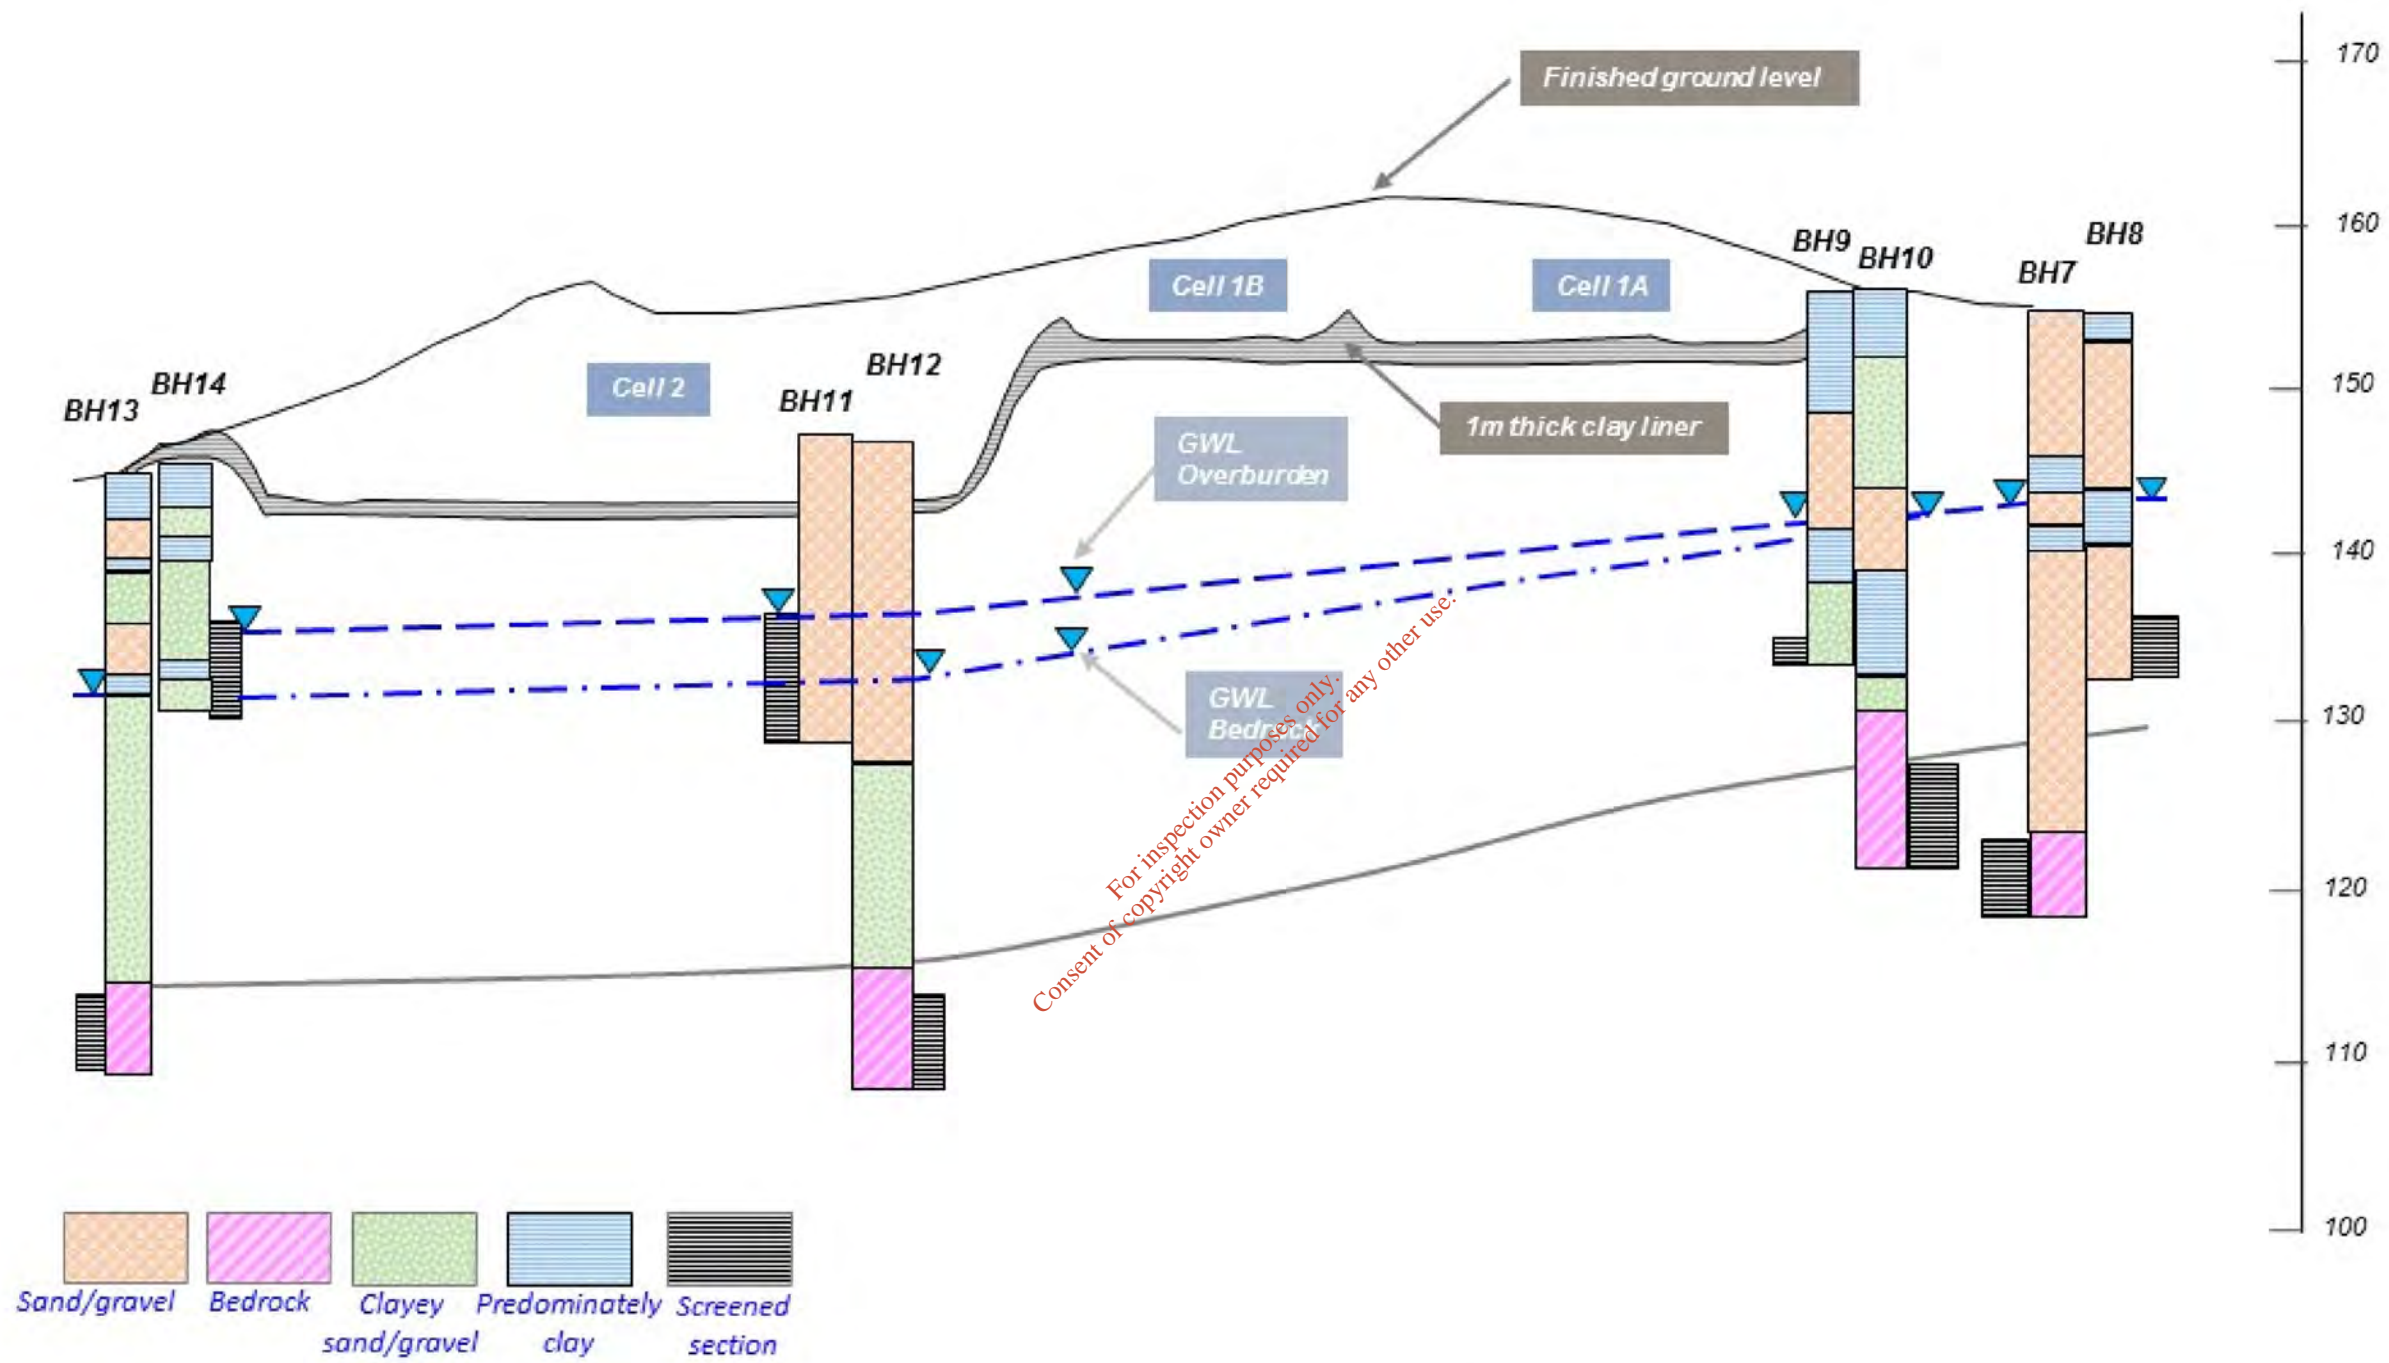 170
Finished ground level
160
BH8
BH9
BH10
BH7
Cell 1B
Cell 1A
BH12
150
BH14
Cell 2
BH11
BH13
1m thick clay liner
GWL
Overburden
140
GWL
Bedrock
130
For inspection purposes only.
Consent of copyright owner required for any other use.
120
110
100
Sand/gravel
Bedrock
Clayey
sand/gravel
Predominately
clay
Screened
section